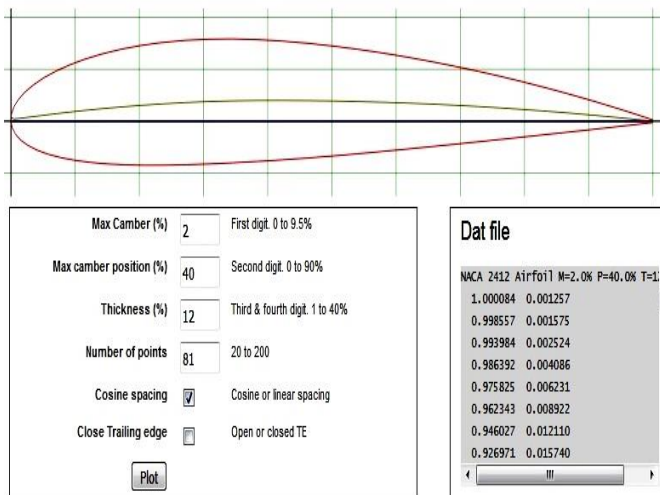 Max Camber (%) 2 First digit. 0 to 9.5%
Max camber position (%) 40 Second digit. 0 to 90%
Thickness (%) 12 Third & fourth digit. 1 to 40%
Number of points 81 20 to 200
Cosine spacing Cosine or linear spacing
Close Trailing edge Open or closed TE
Plot
Dat file
NACA 2412 Airfoil M=2.0% P=40.0% T=1
1.000084 0.001257
0.998557 0.001575
0.993984 0.002524
0.986392 0.004086
0.975825 0.006231
0.962343 0.008922
0.946027 0.012110
0.926971 0.015740